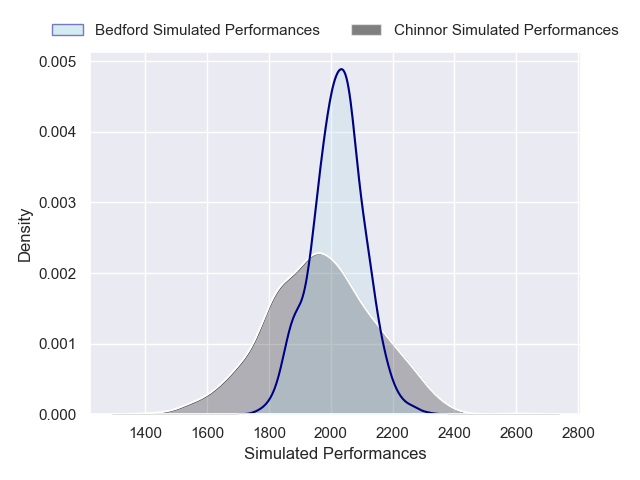 Bedford Simulated Performances
Chinnor Simulated Performances
0.005
0.004
0.003
0.002
0.001
0.000
Density
1400 1600 1800 2000 2200 2400 2600 2800
Simulated Performances